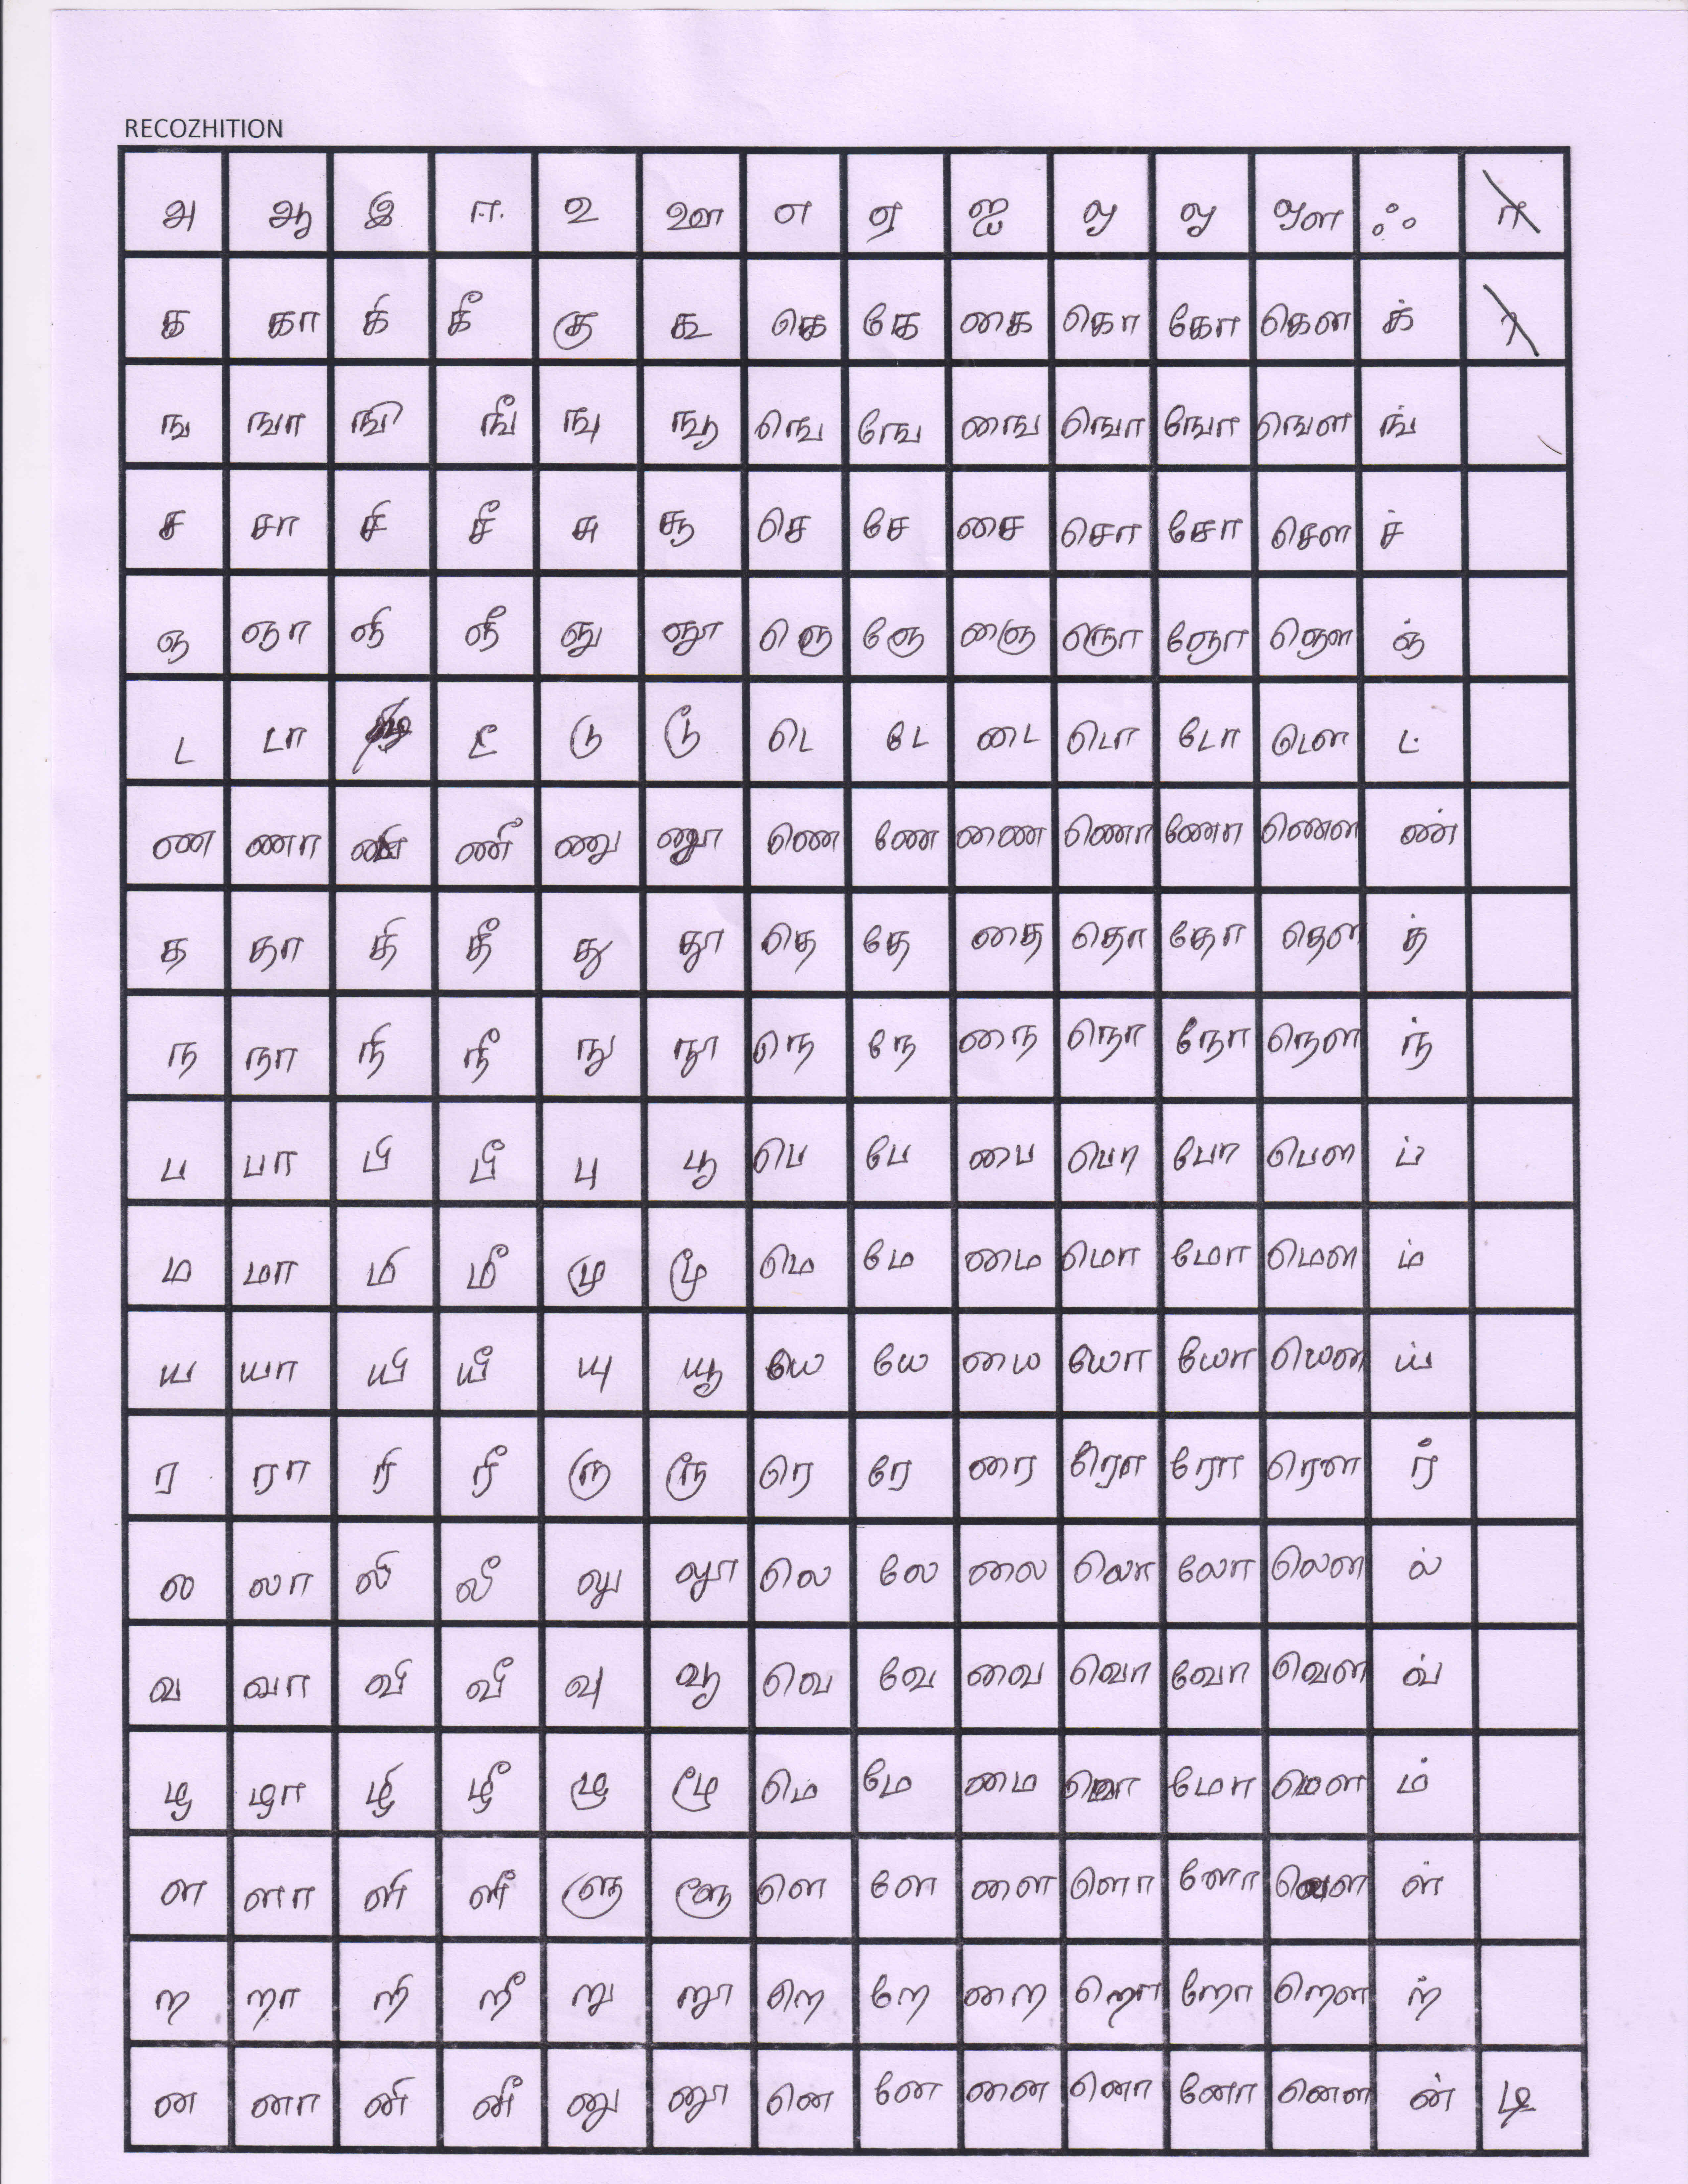 RECOZHITION
அ ஆ இ ஈ உ ஊ எ ஏ ஐ ஒ ஓ ஔ ஃ
க கா கி கீ கு கூ கெ கே கை கொ கோ கௌ க்
ங ஙா ஙி ஙீ ஙு ஙூ ஙெ ஙே ஙை ஙொ ஙோ ஙௌ ங்
ச சா சி சீ சு சூ செ சே சை சொ சோ சௌ ச்
ஞ ஞா ஞி ஞீ ஞு ஞூ ஞெ ஞே ஞை ஞொ ஞோ ஞௌ ஞ்
ட டா டீ டு டூ டெ டே டை டொ டோ டௌ ட்
ண ணா ணி ணீ ணு ணூ ணெ ணே ணை ணொ ணோ ணௌ ண்
த தா தி தீ து தூ தெ தே தை தொ தோ தௌ த்
ந நா நி நீ நு நூ நெ நே நை நொ நோ நௌ ந்
ப பா பி பீ பு பூ பெ பே பை பொ போ பௌ ப்
ம மா மி மீ மு மூ மெ மே மை மொ மோ மௌ ம்
ய யா யி யீ யு யூ யே யே யை யோ யோ யௌ ய்
ர ரா ரி ரீ ரு ரூ ரெ ரே ரை ரொ ரோ ரௌ ர்
ல லா லி லீ லு லூ லெ லே லை லொ லோ லௌ ல்
வ வா வி வீ வு வூ வெ வே வை வொ வோ வௌ வ்
ழ ழா ழி ழீ ழு ழூ மெ மே மை மோ மௌ ம்
ள ளா ளி ளீ ளு ளூ ளெ ளே ளை ளொ னோ ள்
ற றா றி றீ று றூ றெ றே றை றொ றோ றௌ ற்
ன னா னி னீ னு னூ னெ னே னை னொ னோ னௌ ன் டி